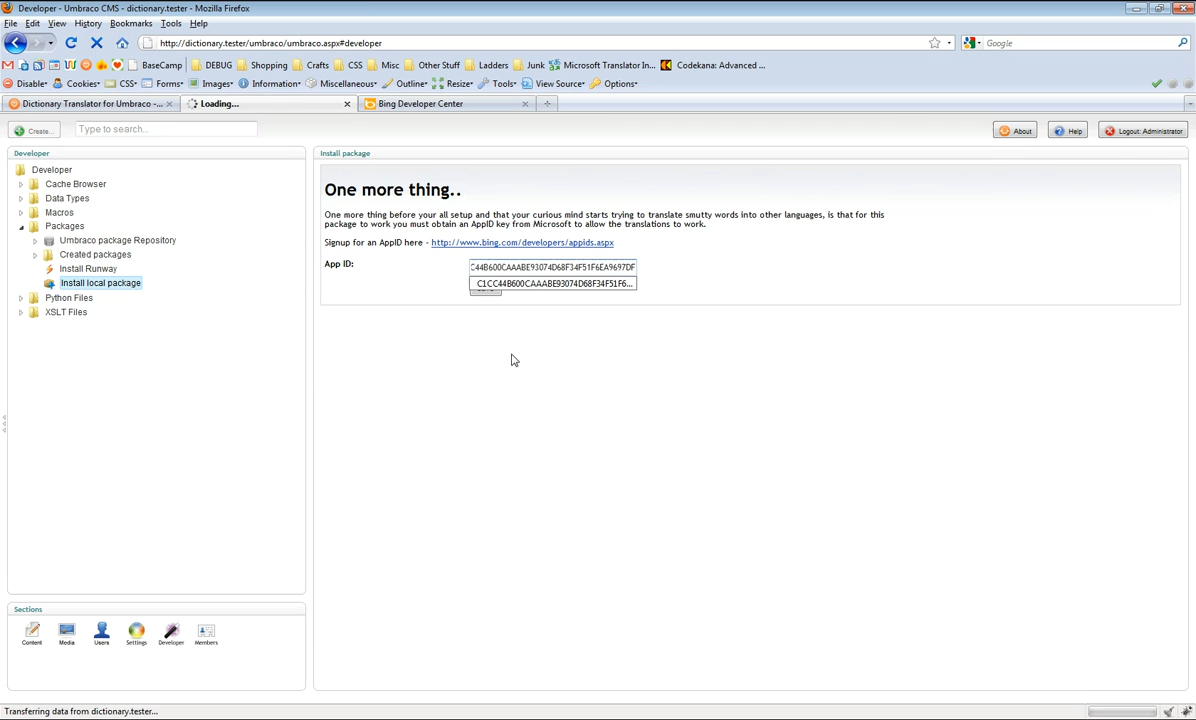 Developer - Umbraco CMS - dictionary.tester - Mozilla Firefox
File Edit View History Bookmarks Tools Help
http://dictionary.tester/umbraco/umbraco.aspx#developer
Google
BaseCamp DEBUG Shopping Crafts CSS Misc Other Stuff Ladders Junk Microsoft Translator In... Codekana: Advanced ...
Disable Cookies CSS Forms Images Information Miscellaneous Outline Resize Tools View Source Options
Dictionary Translator for Umbraco -... Loading... Bing Developer Center
Create... Type to search... About Help Logout: Administrator
Developer
Developer
Cache Browser
Data Types
Macros
Packages
Umbraco package Repository
Created packages
Install Runway
Install local package
Python Files
XSLT Files
Install package
One more thing..
One more thing before your all setup and that your curious mind starts trying to translate smutty words into other languages, is that for this
package to work you must obtain an AppID key from Microsoft to allow the translations to work.
Signup for an AppID here - http://www.bing.com/developers/appids.aspx
App ID: C44B600CAAABE93074D68F34F51F6EA9697DF
C1CC44B600CAAABE93074D68F34F51F6...
Sections
Content Media Users Settings Developer Members
Transferring data from dictionary.tester...